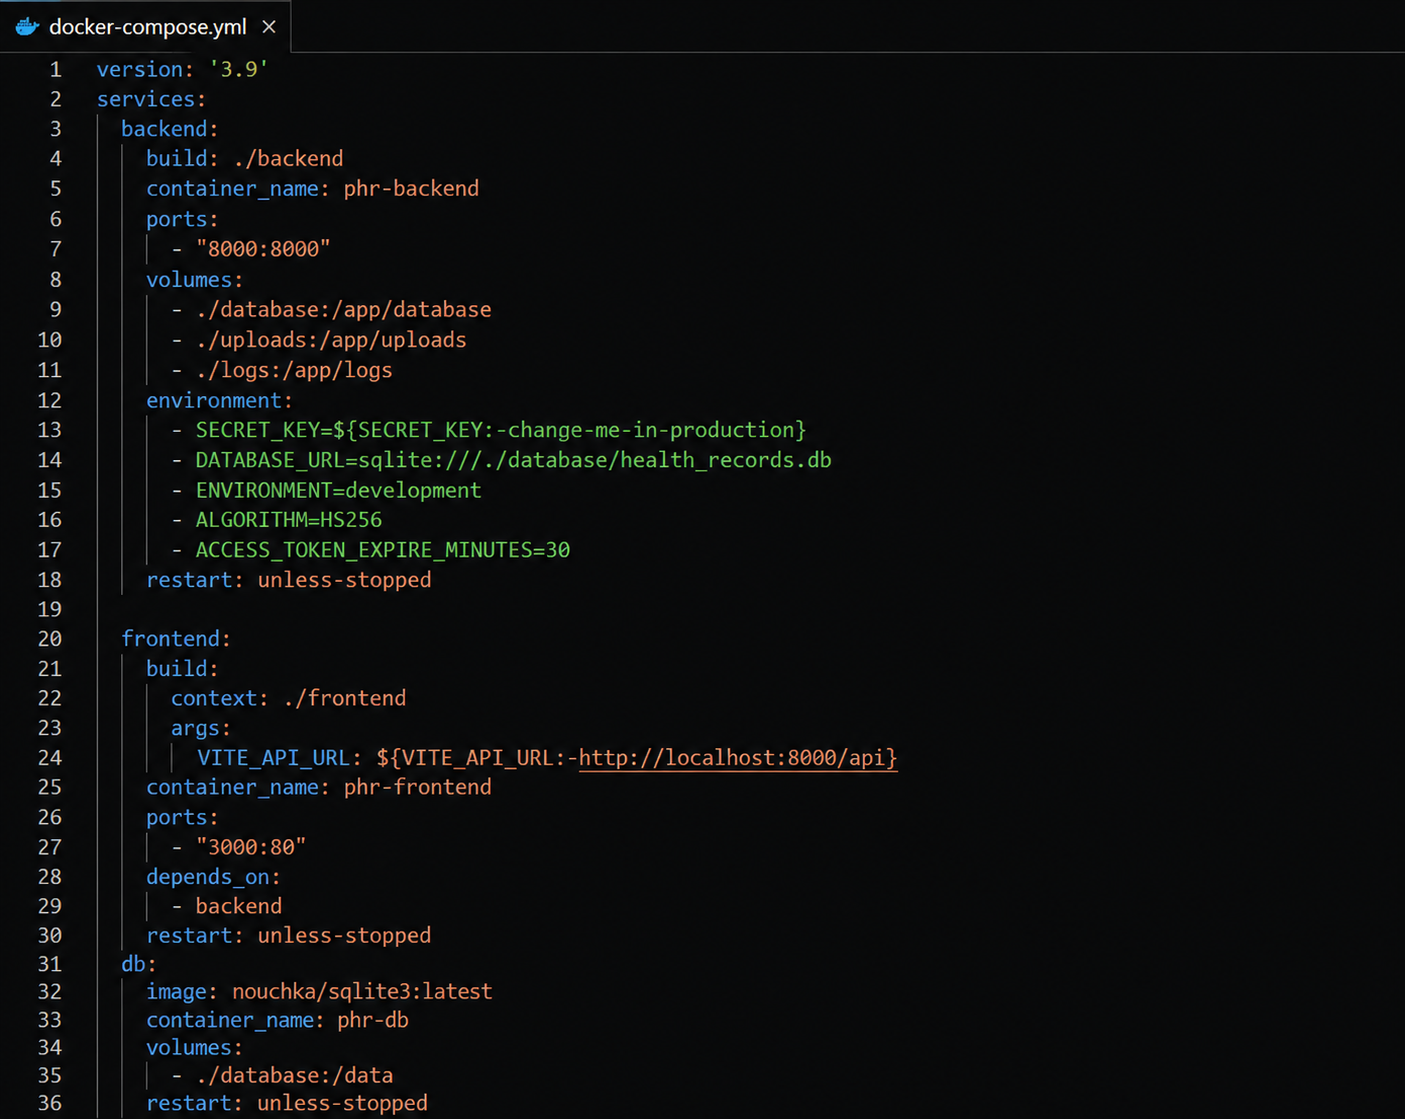 docker-compose.yml ×
1 version: '3.9'
2 services:
3   backend:
4     build: ./backend
5     container_name: phr-backend
6     ports:
7       - "8000:8000"
8     volumes:
9       - ./database:/app/database
10       - ./uploads:/app/uploads
11       - ./logs:/app/logs
12     environment:
13       - SECRET_KEY=${SECRET_KEY:-change-me-in-production}
14       - DATABASE_URL=sqlite:///./database/health_records.db
15       - ENVIRONMENT=development
16       - ALGORITHM=HS256
17       - ACCESS_TOKEN_EXPIRE_MINUTES=30
18     restart: unless-stopped
19
20   frontend:
21     build:
22       context: ./frontend
23       args:
24         VITE_API_URL: ${VITE_API_URL:-http://localhost:8000/api}
25     container_name: phr-frontend
26     ports:
27       - "3000:80"
28     depends_on:
29       - backend
30     restart: unless-stopped
31   db:
32     image: nouchka/sqlite3:latest
33     container_name: phr-db
34     volumes:
35       - ./database:/data
36     restart: unless-stopped